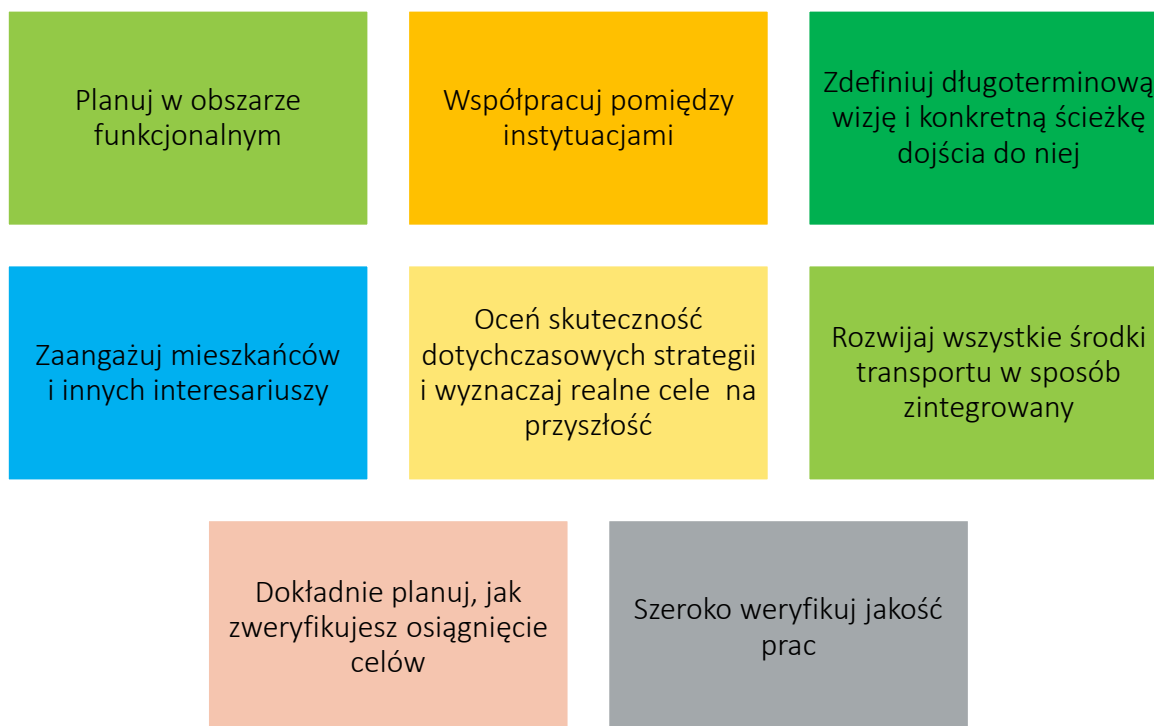 Planuj w obszarze
funkcjonalnym
Współpracuj pomiędzy
instytuacjami
Zdefiniuj długoterminową
wizję i konkretną ścieżkę
dojścia do niej
Zaangażuj mieszkańców
i innych interesariuszy
Oceń skuteczność
dotychczasowych strategii
i wyznaczaj realne cele  na
przyszłość
Rozwijaj wszystkie środki
transportu w sposób
zintegrowany
Dokładnie planuj, jak
zweryfikujesz osiągnięcie
celów
Szeroko weryfikuj jakość
prac